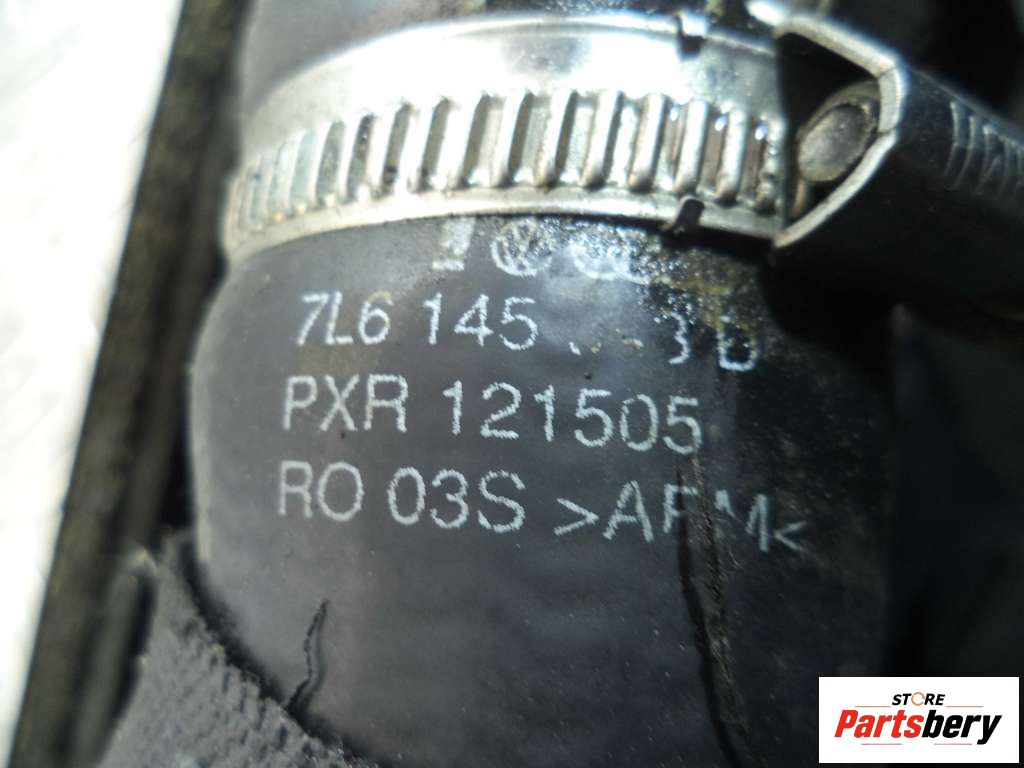 7L6 145 D
PXR 121505
RO 03S
STORE
Partsbery